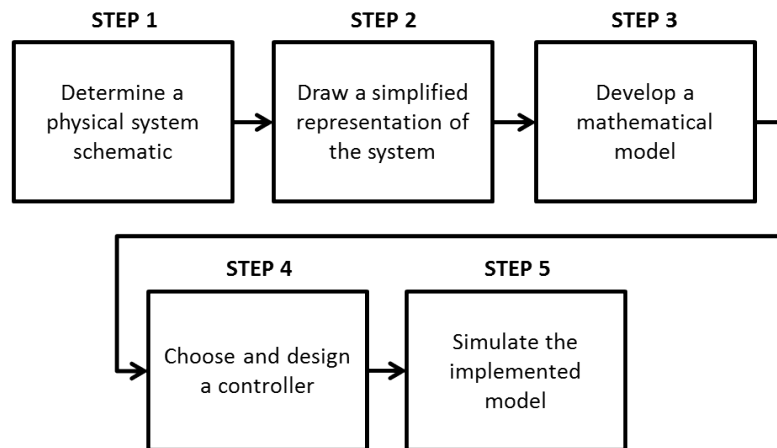 STEP 1
Determine a
physical system
schematic
STEP 2
Draw a simplified
representation of
the system
STEP 3
Develop a
mathematical
model
STEP 4
Choose and design
a controller
STEP 5
Simulate the
implemented
model